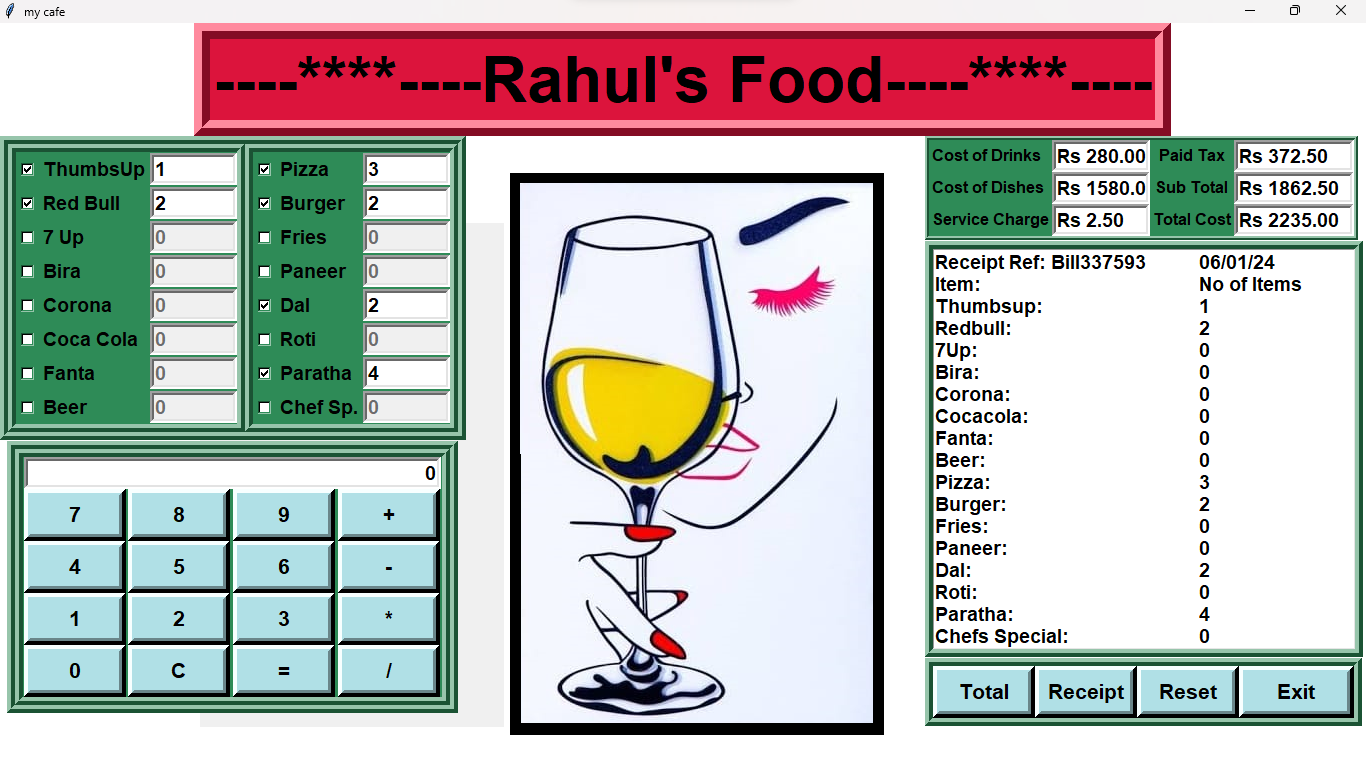 my cafe
----****----Rahul's Food----****----
ThumbsUp 1
Red Bull 2
7 Up 0
Bira 0
Corona 0
Coca Cola 0
Fanta 0
Beer 0
Pizza 3
Burger 2
Fries 0
Paneer 0
Dal 2
Roti 0
Paratha 4
Chef Sp. 0
0
7 8 9 +
4 5 6 -
1 2 3 *
0 C = /
Cost of Drinks Rs 280.00 Paid Tax Rs 372.50
Cost of Dishes Rs 1580.0 Sub Total Rs 1862.50
Service Charge Rs 2.50 Total Cost Rs 2235.00
Receipt Ref: Bill337593 06/01/24
Item: No of Items
Thumbsup: 1
Redbull: 2
7Up: 0
Bira: 0
Corona: 0
Cocacola: 0
Fanta: 0
Beer: 0
Pizza: 3
Burger: 2
Fries: 0
Paneer: 0
Dal: 2
Roti: 0
Paratha: 4
Chefs Special: 0
Total Receipt Reset Exit